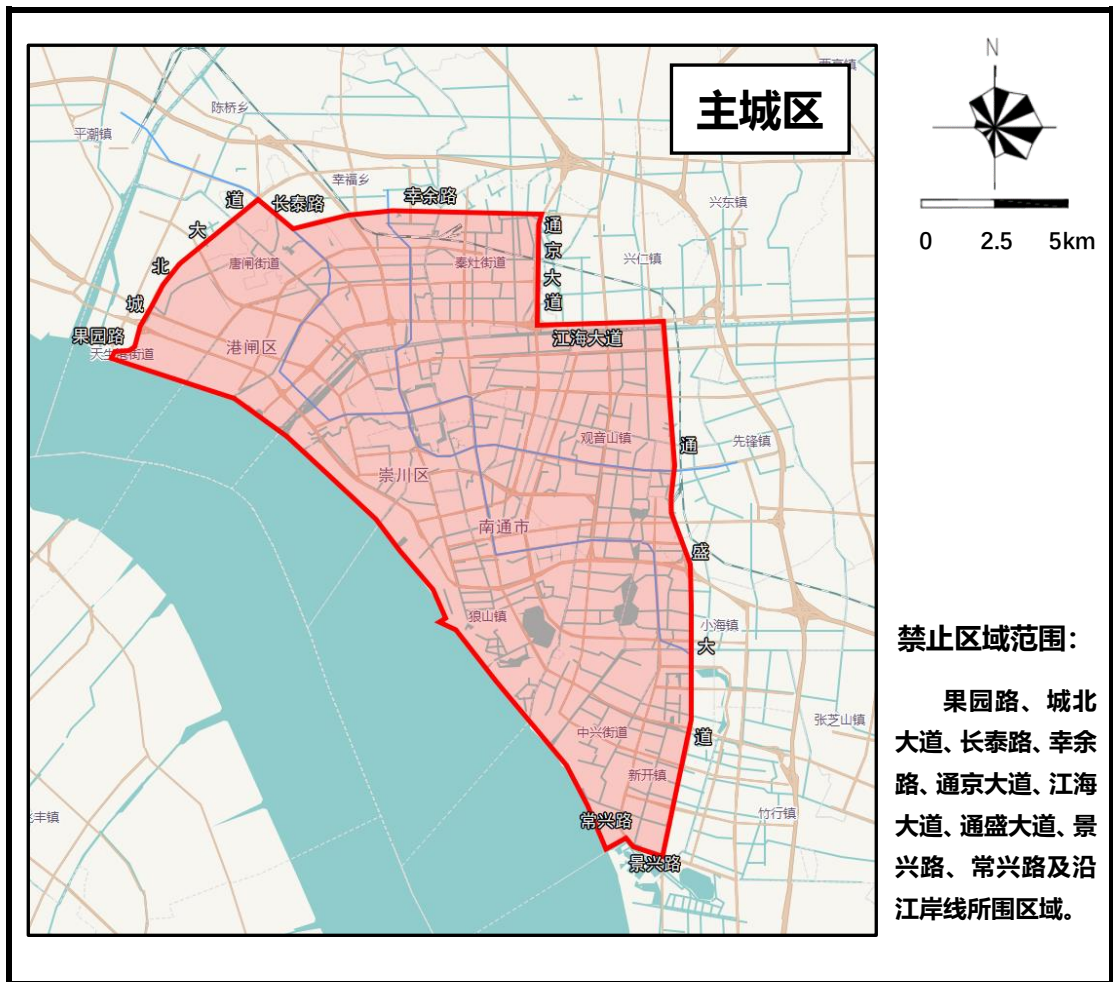 主城区
N
0 2.5 5km
陈桥乡
平潮镇
幸福乡
幸余路
长泰路
道
大
北
城
果园路
天生港街道
唐闸街道
秦灶街道
通
京
大
道
兴东镇
兴仁镇
江海大道
港闸区
观音山镇
通
先锋镇
崇川区
南通市
盛
狼山镇
小海镇
大
张芝山镇
中兴街道
道
新开镇
竹行镇
常兴路
景兴路
禁止区域范围：
果园路、城北
大道、长泰路、幸余
路、通京大道、江海
大道、通盛大道、景
兴路、常兴路及沿
江岸线所围区域。